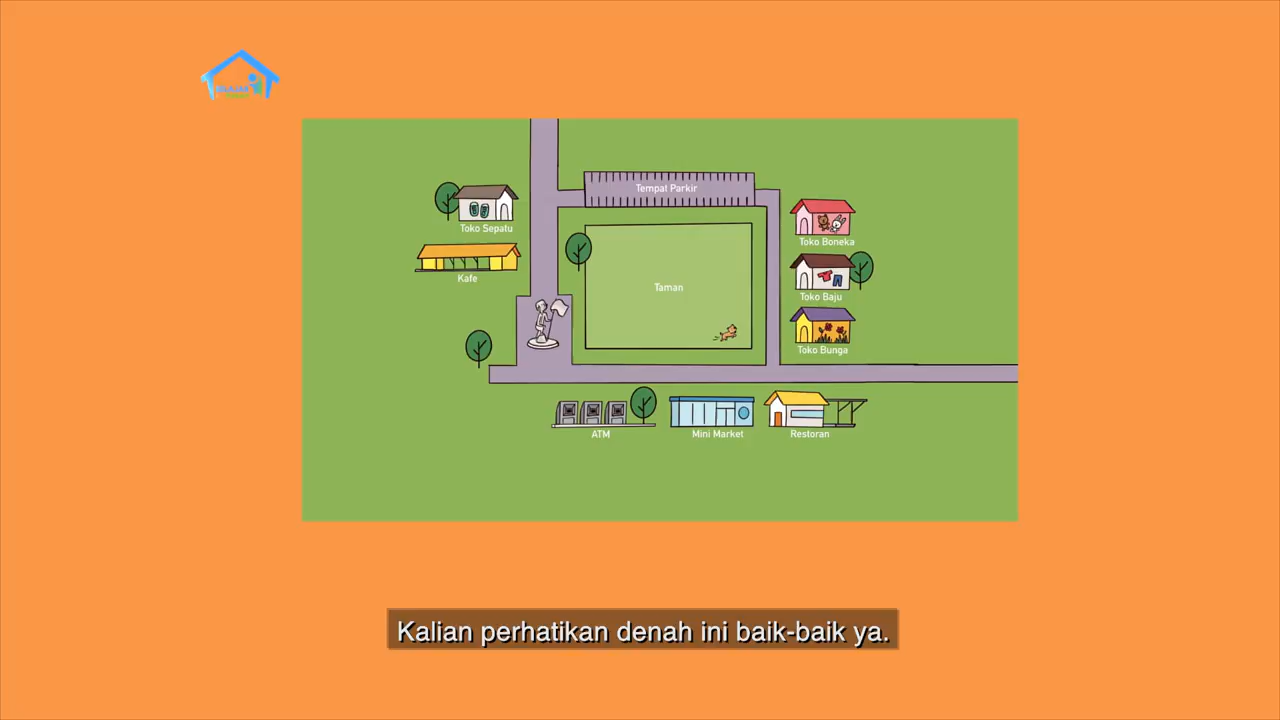 Tempat Parkir
Toko Sepatu
Toko Boneka
Kafe
Taman
Toko Baju
Toko Bunga
ATM
Mini Market
Restoran
Kalian perhatikan denah ini baik-baik ya.